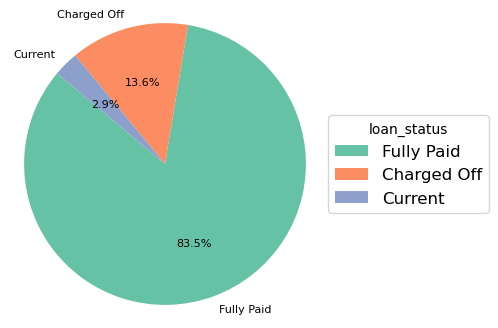 Charged Off
Current
13.6%
2.9%
83.5%
Fully Paid
loan_status
Fully Paid
Charged Off
Current